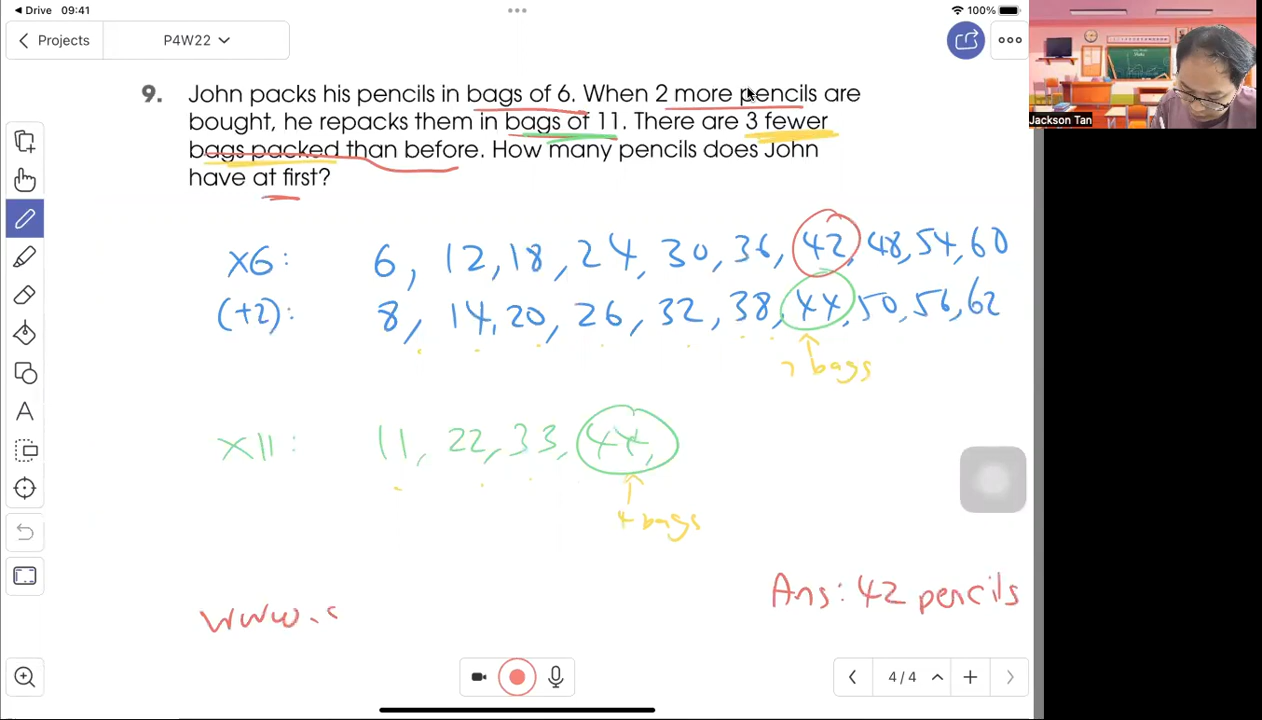 Drive 09:41
100%
Projects
P4W22
9. John packs his pencils in bags of 6. When 2 more pencils are
bought, he repacks them in bags of 11. There are 3 fewer
bags packed than before. How many pencils does John
have at first?
Jackson Tan
x6: 6, 12, 18, 24, 30, 36, 42, 48, 54, 60
(+2): 8, 14, 20, 26, 32, 38, 44, 50, 56, 62
7 bags
x11: 11, 22, 33, 44,
4 bags
A
Ans: 42 pencils
www.
4/4